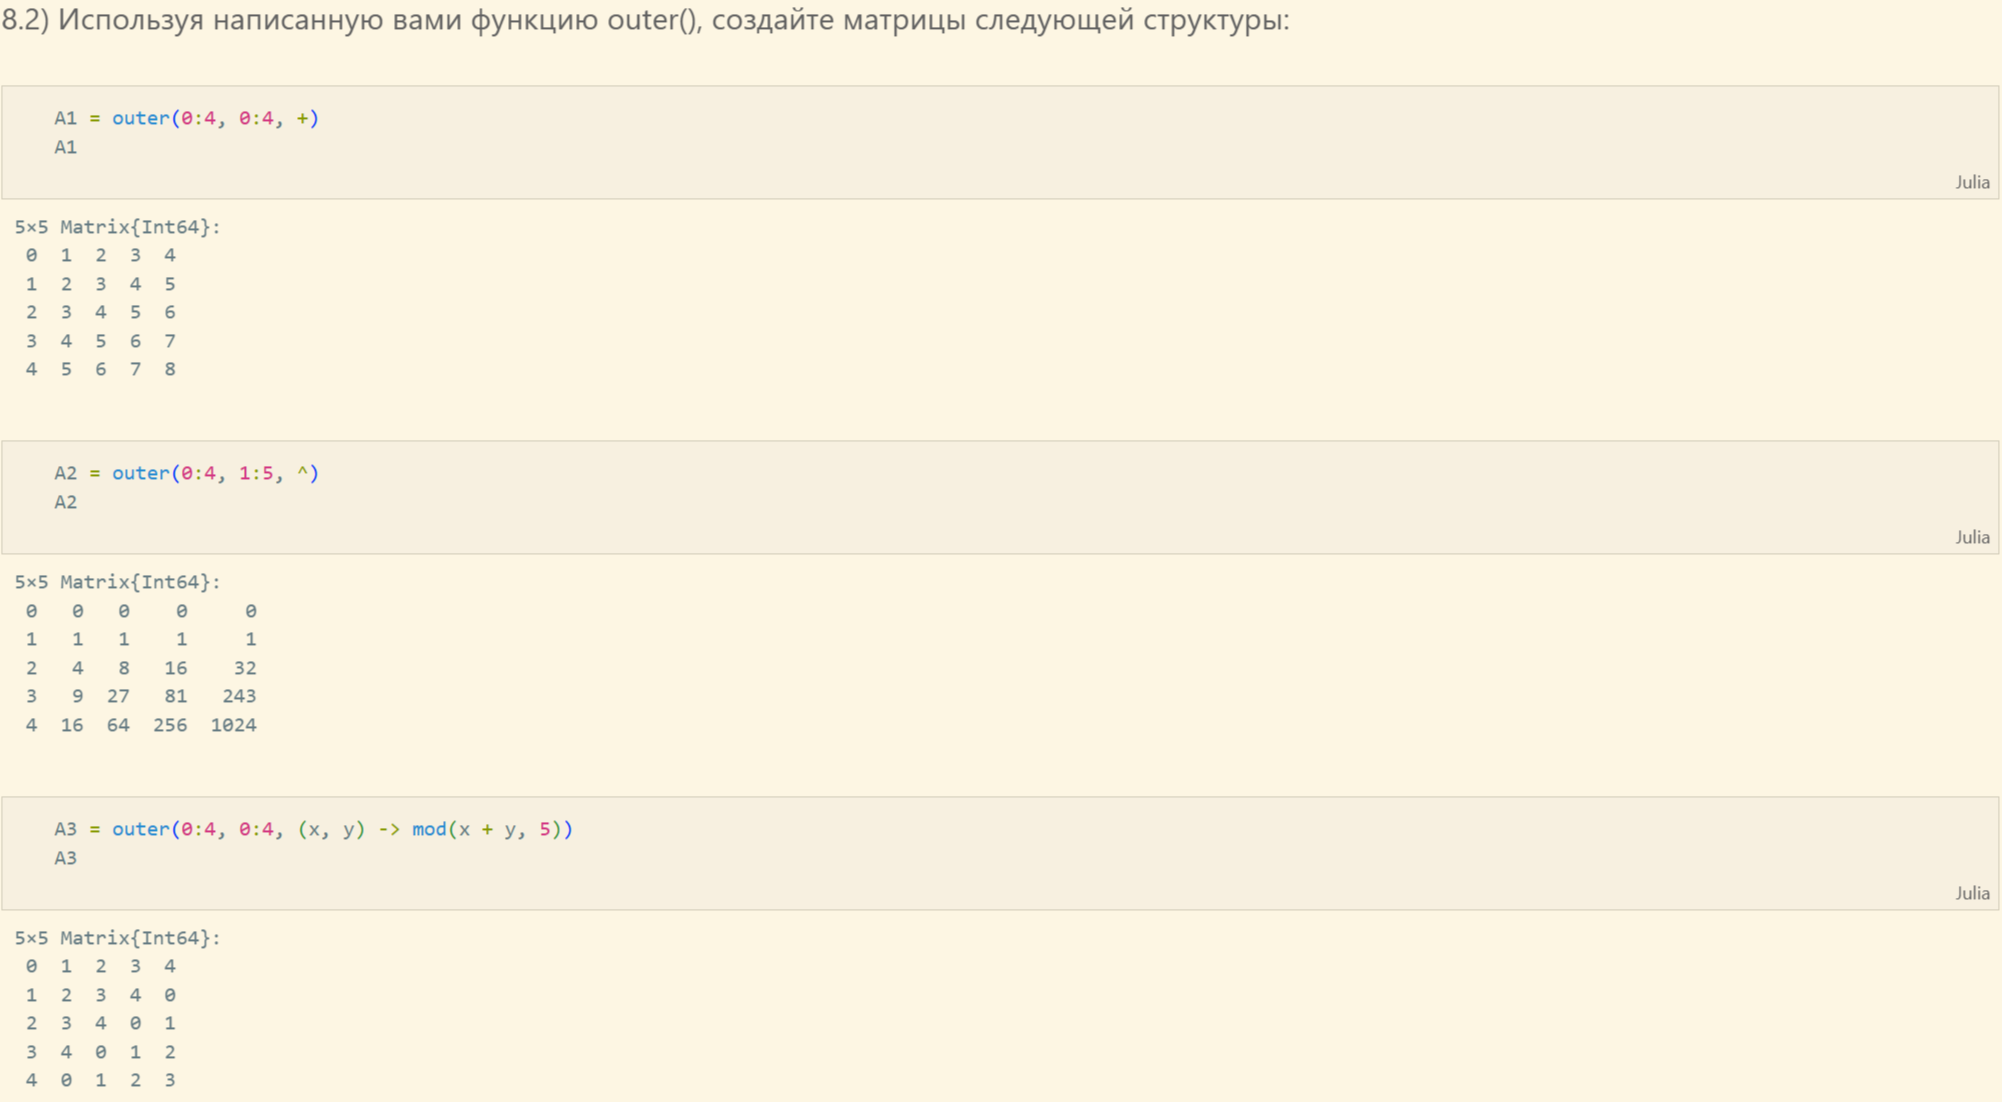 8.2) Используя написанную вами функцию outer(), создайте матрицы следующей структуры:
A1 = outer(0:4, 0:4, +)
A1
Julia
5×5 Matrix{Int64}:
0 1 2 3 4
1 2 3 4 5
2 3 4 5 6
3 4 5 6 7
4 5 6 7 8
A2 = outer(0:4, 1:5, ^)
A2
Julia
5×5 Matrix{Int64}:
0 0 0 0 0
1 1 1 1 1
2 4 8 16 32
3 9 27 81 243
4 16 64 256 1024
A3 = outer(0:4, 0:4, (x, y) -> mod(x + y, 5))
A3
Julia
5×5 Matrix{Int64}:
0 1 2 3 4
1 2 3 4 0
2 3 4 0 1
3 4 0 1 2
4 0 1 2 3